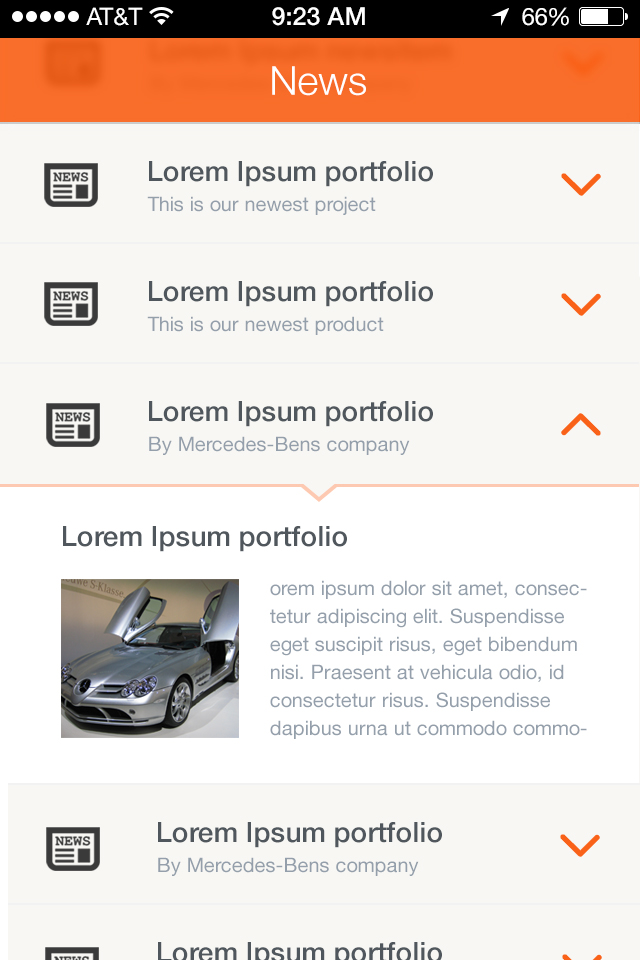 AT&T 9:23 AM 66%
News
NEWS
Lorem Ipsum portfolio
This is our newest project
NEWS
Lorem Ipsum portfolio
This is our newest product
NEWS
Lorem Ipsum portfolio
By Mercedes-Bens company
Lorem Ipsum portfolio
S-Klasse
orem ipsum dolor sit amet, consec-
tetur adipiscing elit. Suspendisse
eget suscipit risus, eget bibendum
nisi. Praesent at vehicula odio, id
consectetur risus. Suspendisse
dapibus urna ut commodo commo-
NEWS
Lorem Ipsum portfolio
By Mercedes-Bens company
Lorem Ipsum portfolio